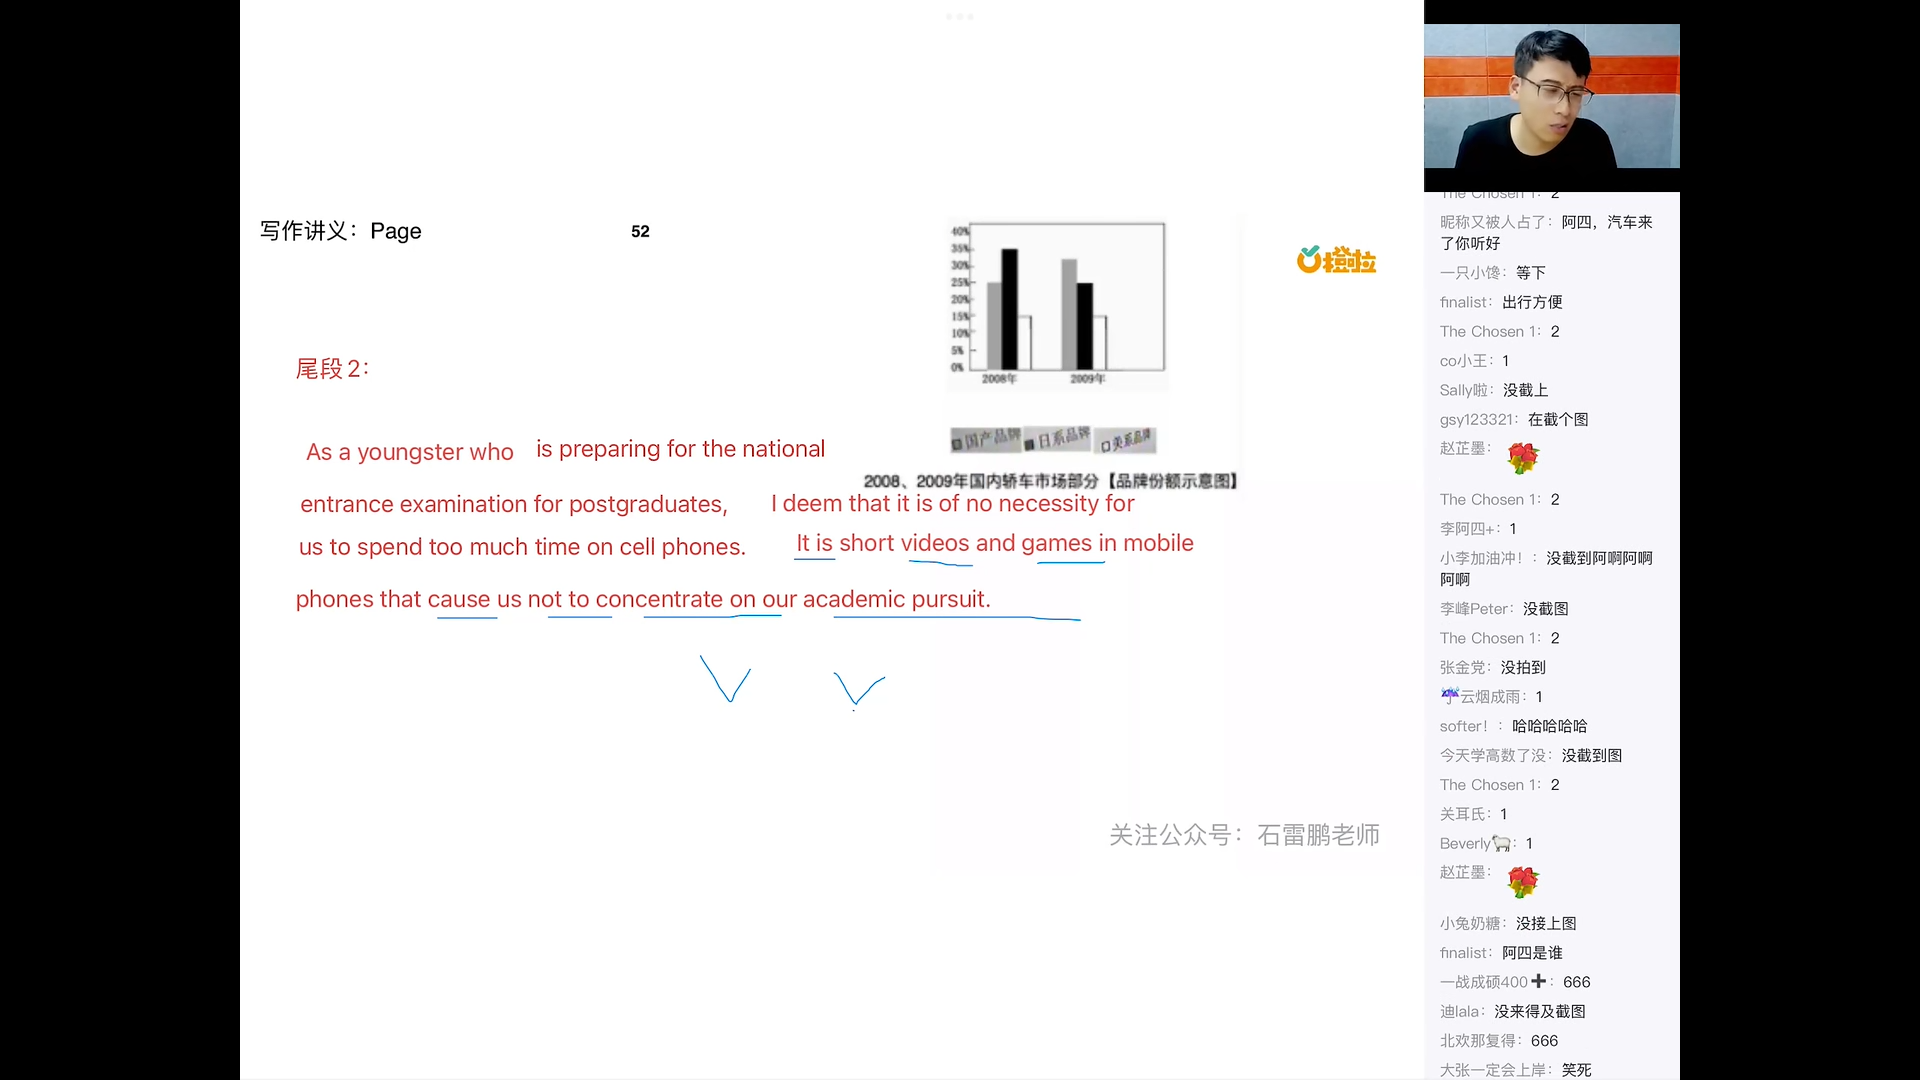 写作讲义：Page 52
40%
35%
30%
25%
20%
15%
10%
5%
0%
2008年 2009年
国产品牌 日系品牌 美系品牌
2008、2009年国内轿车市场部分【品牌份额示意图】
橙啦
尾段 2：
As a youngster who is preparing for the national
entrance examination for postgraduates, I deem that it is of no necessity for
us to spend too much time on cell phones. It is short videos and games in mobile
phones that cause us not to concentrate on our academic pursuit.
关注公众号：石雷鹏老师
The Chosen 1：2
昵称又被人占了：阿四，汽车来
了你听好
一只小馋：等下
finalist：出行方便
The Chosen 1：2
co小王：1
Sally啦：没截上
gsy123321：在截个图
赵芷墨：
The Chosen 1：2
李阿四+：1
小李加油冲！：没截到阿啊阿啊
阿啊
李峰Peter：没截图
The Chosen 1：2
张金党：没拍到
云烟成雨：1
softer！：哈哈哈哈哈
今天学高数了没：没截到图
The Chosen 1：2
关耳氏：1
Beverly🐑：1
赵芷墨：
小兔奶糖：没接上图
finalist：阿四是谁
一战成硕400➕：666
迪lala：没来得及截图
北欢那复得：666
大张一定会上岸：笑死